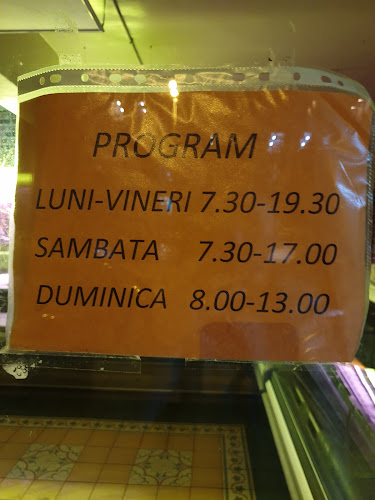 PROGRAM
LUNI-VINERI 7.30-19.30
SAMBATA 7.30-17.00
DUMINICA 8.00-13.00